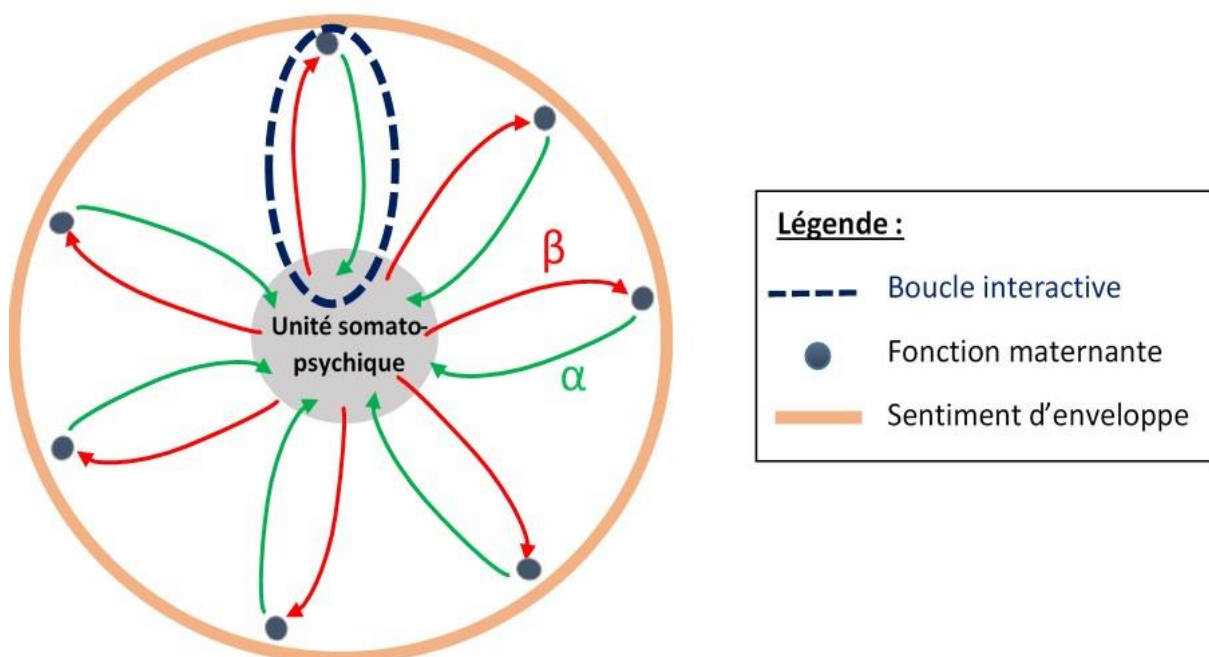 β
Unité somato-
psychique
α
Légende :
Boucle interactive
Fonction maternante
Sentiment d’enveloppe